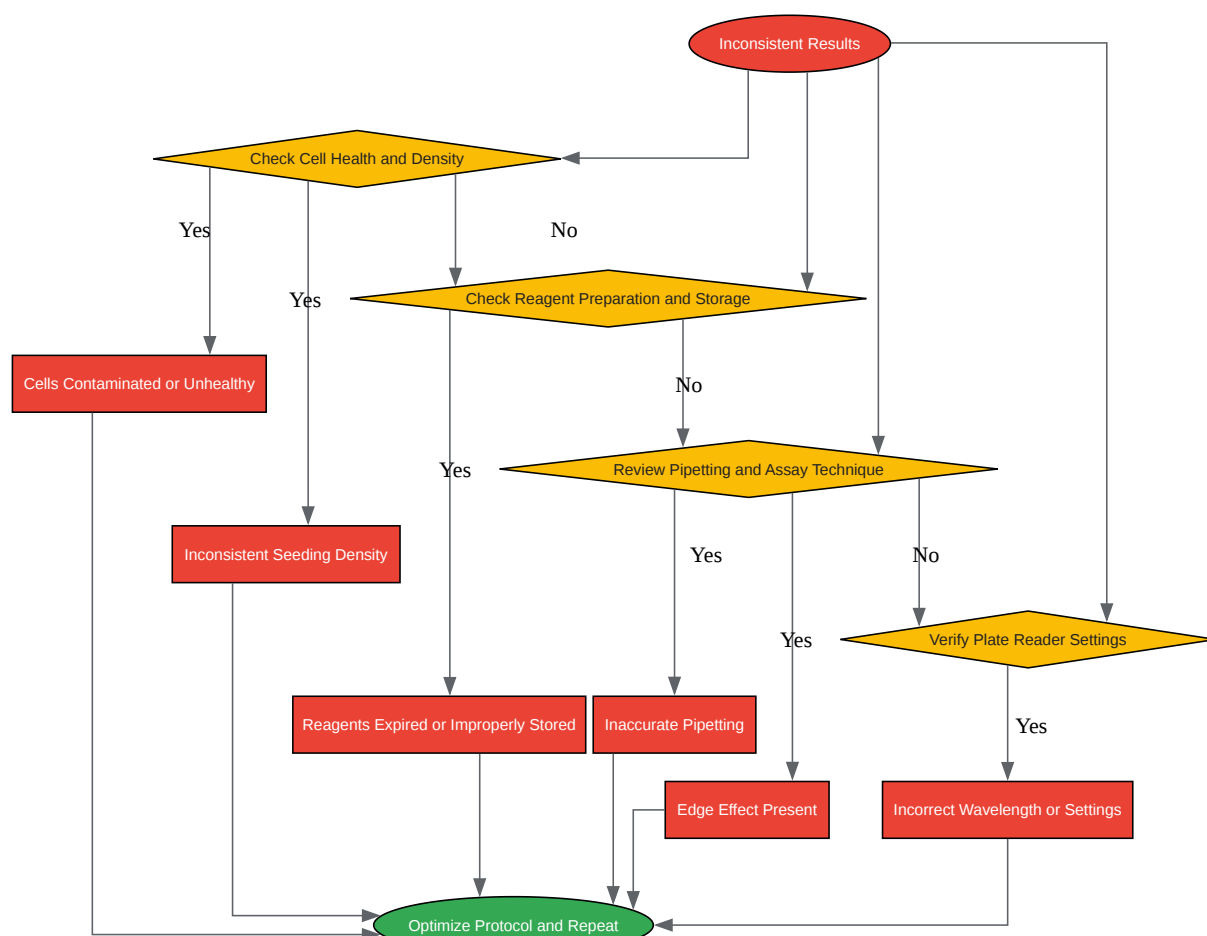 Inconsistent Results
Check Cell Health and Density
Yes
No
Yes
Check Reagent Preparation and Storage
Cells Contaminated or Unhealthy
No
Yes
Review Pipetting and Assay Technique
Inconsistent Seeding Density
Yes
No
Yes
Verify Plate Reader Settings
Reagents Expired or Improperly Stored
Inaccurate Pipetting
Yes
Edge Effect Present
Incorrect Wavelength or Settings
Optimize Protocol and Repeat